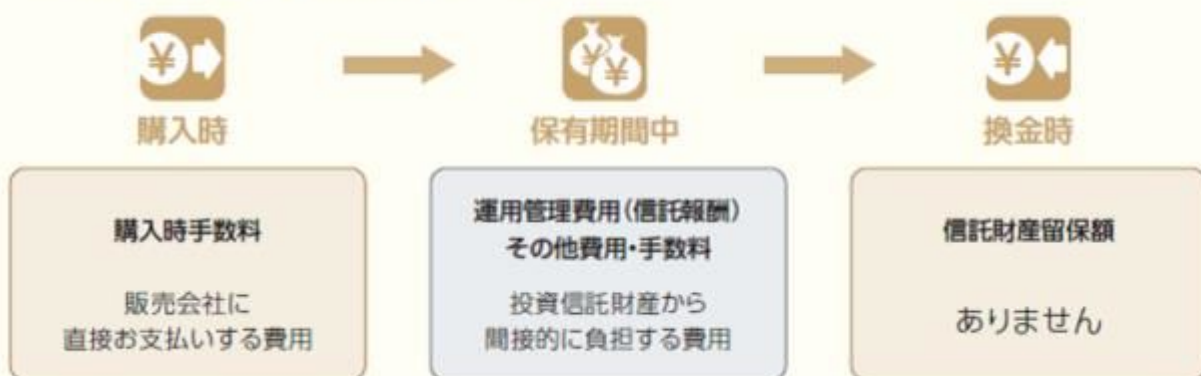 購入時
保有期間中
換金時
購入時手数料
販売会社に
直接お支払いする費用
運用管理費用(信託報酬)
その他費用・手数料
投資信託財産から
間接的に負担する費用
信託財産留保額
ありません